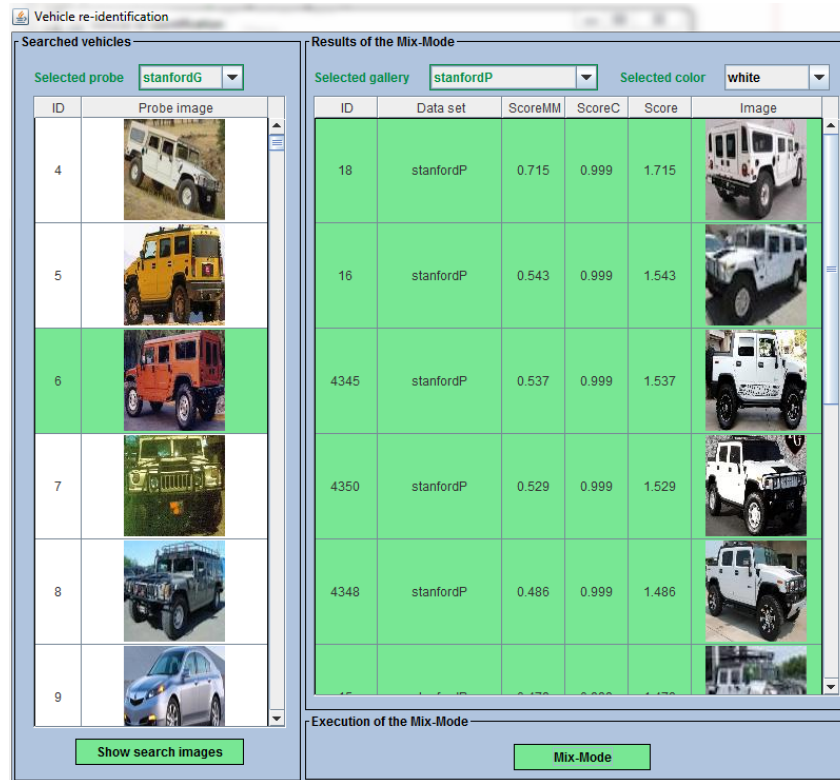 Vehicle re-identification
Searched vehicles
Selected probe stanfordG
ID Probe image
4
5
6
7
8
9
Show search images
Results of the Mix-Mode
Selected gallery stanfordP Selected color white
ID Data set ScoreMM ScoreC Score Image
18 stanfordP 0.715 0.999 1.715
16 stanfordP 0.543 0.999 1.543
4345 stanfordP 0.537 0.999 1.537
4350 stanfordP 0.529 0.999 1.529
4348 stanfordP 0.486 0.999 1.486
Execution of the Mix-Mode
Mix-Mode